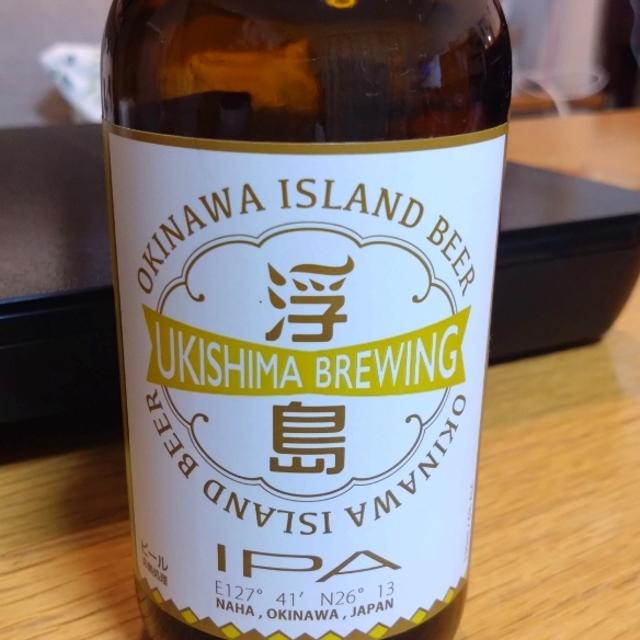 OKINAWA ISLAND BEER
浮
UKISHIMA BREWING
島
OKINAWA ISLAND BEER
IPA
ビール
E127° 41′ N26° 13
NAHA , OKINAWA , JAPAN